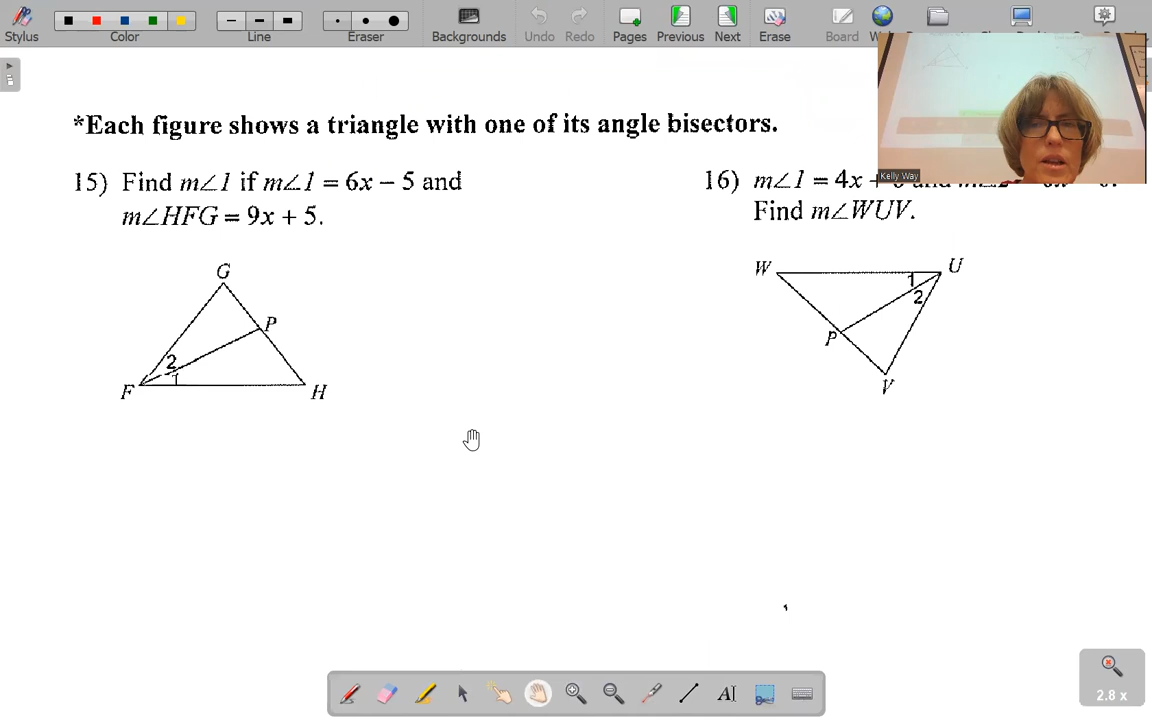 Stylus Color Line Eraser Backgrounds Undo Redo Pages Previous Next Erase Board
*Each figure shows a triangle with one of its angle bisectors.
Kelly Way
15) Find m∠1 if m∠1 = 6x − 5 and
m∠HFG = 9x + 5.
16) m∠1 = 4x +
Find m∠WUV.
G
P
2
1
F
H
W
U
1
2
P
V
2.8 x